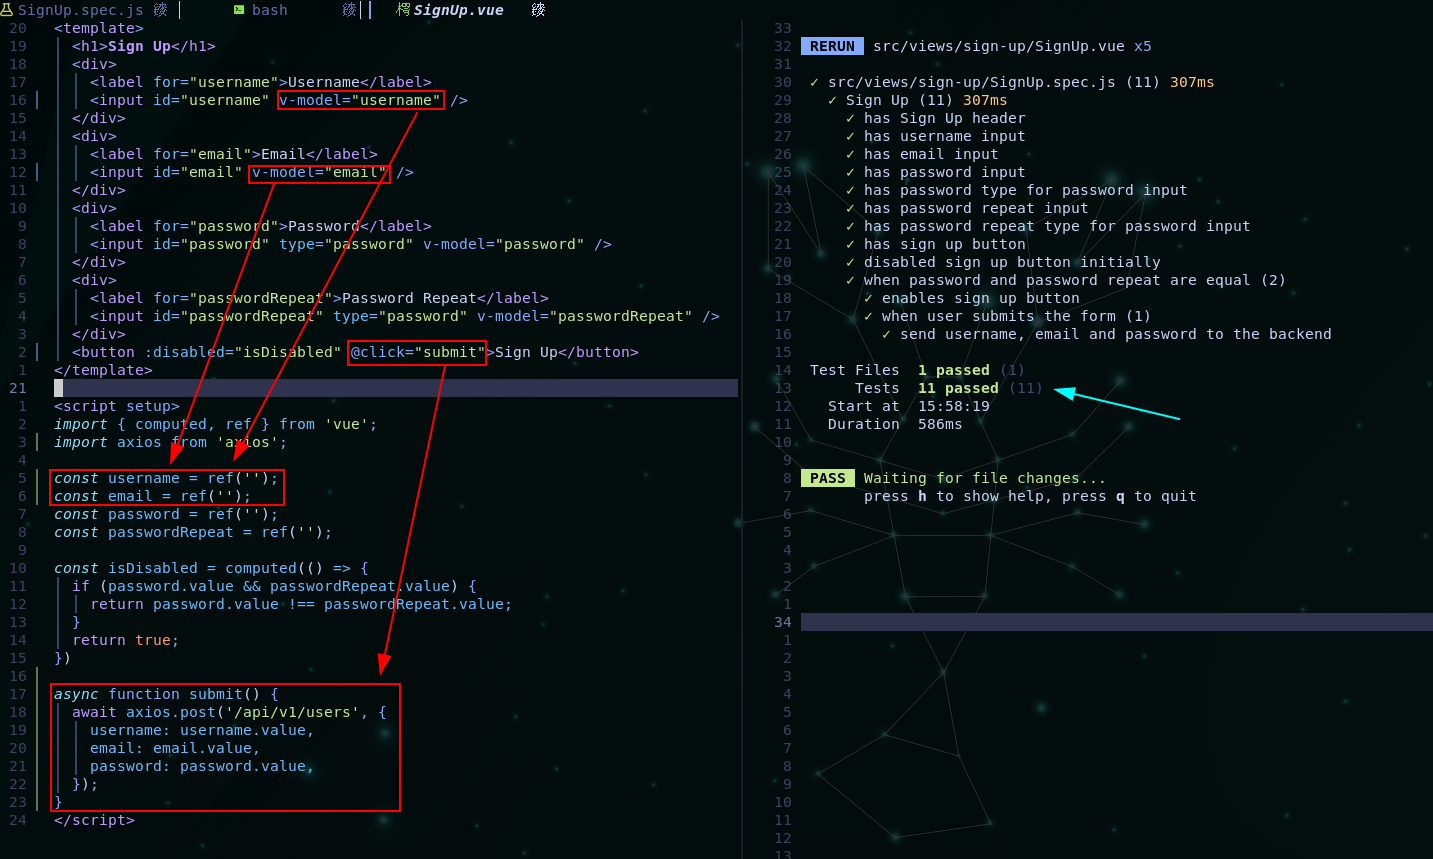 SignUp.spec.js
bash
SignUp.vue
20 <template>
19 <h1>Sign Up</h1>
18 <div>
17 <label for="username">Username</label>
16 <input id="username" v-model="username" />
15 </div>
14 <div>
13 <label for="email">Email</label>
12 <input id="email" v-model="email" />
11 </div>
10 <div>
9 <label for="password">Password</label>
8 <input id="password" type="password" v-model="password" />
7 </div>
6 <div>
5 <label for="passwordRepeat">Password Repeat</label>
4 <input id="passwordRepeat" type="password" v-model="passwordRepeat" />
3 </div>
2 <button :disabled="isDisabled" @click="submit">Sign Up</button>
1 </template>
21
1 <script setup>
2 import { computed, ref } from 'vue';
3 import axios from 'axios';
4
5 const username = ref('');
6 const email = ref('');
7 const password = ref('');
8 const passwordRepeat = ref('');
9
10 const isDisabled = computed(() => {
11 if (password.value && passwordRepeat.value) {
12 return password.value !== passwordRepeat.value;
13 }
14 return true;
15 })
16
17 async function submit() {
18 await axios.post('/api/v1/users', {
19 username: username.value,
20 email: email.value,
21 password: password.value,
22 });
23 }
24 </script>
33
32 RERUN src/views/sign-up/SignUp.vue x5
31
30 ✓ src/views/sign-up/SignUp.spec.js (11) 307ms
29 ✓ Sign Up (11) 307ms
28 ✓ has Sign Up header
27 ✓ has username input
26 ✓ has email input
25 ✓ has password input
24 ✓ has password type for password input
23 ✓ has password repeat input
22 ✓ has password repeat type for password input
21 ✓ has sign up button
20 ✓ disabled sign up button initially
19 ✓ when password and password repeat are equal (2)
18 ✓ enables sign up button
17 ✓ when user submits the form (1)
16 ✓ send username, email and password to the backend
15
14 Test Files 1 passed (1)
13 Tests 11 passed (11)
12 Start at 15:58:19
11 Duration 586ms
10
9
8 PASS Waiting for file changes...
7 press h to show help, press q to quit
6
5
4
3
2
1
34
1
2
3
4
5
6
7
8
9
10
11
12
13